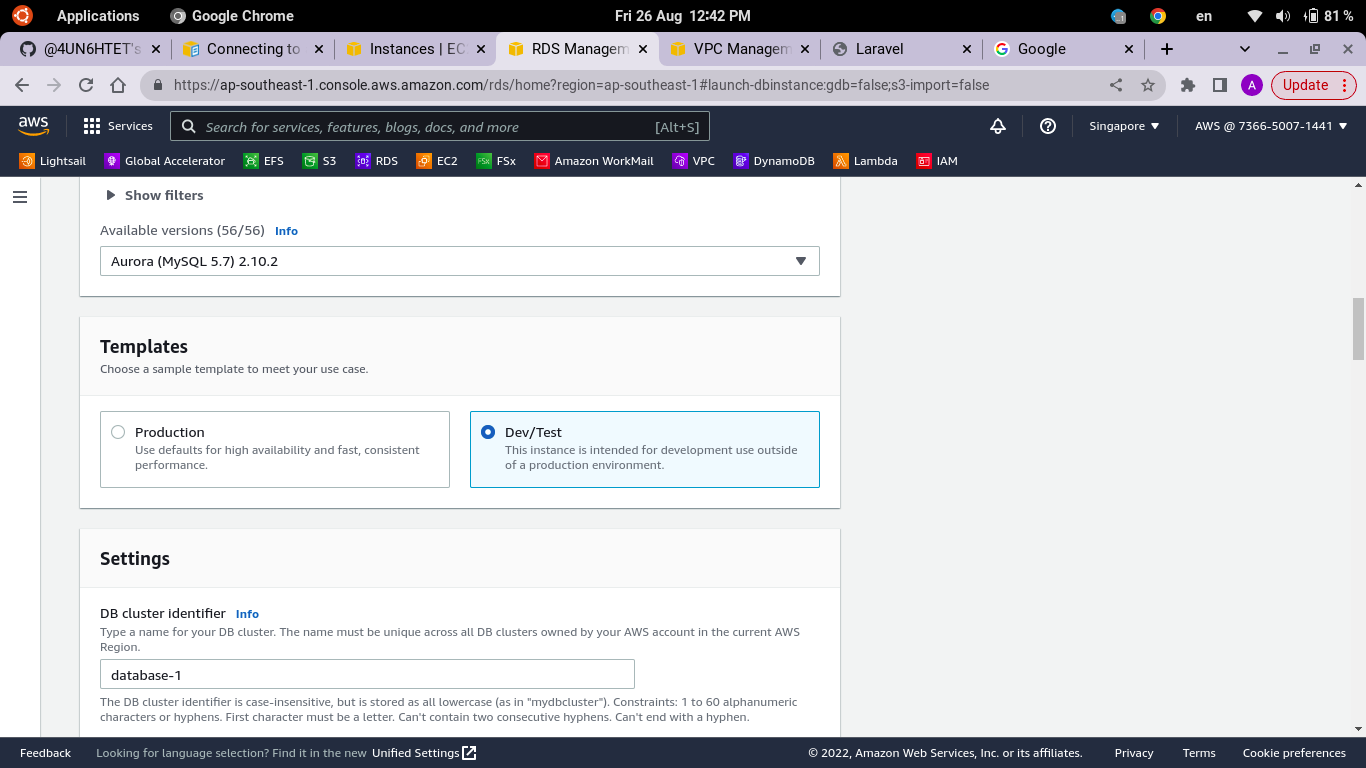 Applications
Google Chrome
Fri 26 Aug 12:42 PM
en
81 %
@4UN6HTET's
Connecting to
Instances | EC
RDS Managem
VPC Managem
Laravel
Google
https://ap-southeast-1.console.aws.amazon.com/rds/home?region=ap-southeast-1#launch-dbinstance:gdb=false;s3-import=false
A
Update
aws
Services
Search for services, features, blogs, docs, and more
[Alt+S]
Singapore
AWS @ 7366-5007-1441
Lightsail
Global Accelerator
EFS
S3
RDS
EC2
FSx
Amazon WorkMail
VPC
DynamoDB
Lambda
IAM
Show filters
Available versions (56/56) Info
Aurora (MySQL 5.7) 2.10.2
Templates
Choose a sample template to meet your use case.
Production
Use defaults for high availability and fast, consistent
performance.
Dev/Test
This instance is intended for development use outside
of a production environment.
Settings
DB cluster identifier Info
Type a name for your DB cluster. The name must be unique across all DB clusters owned by your AWS account in the current AWS
Region.
database-1
The DB cluster identifier is case-insensitive, but is stored as all lowercase (as in "mydbcluster"). Constraints: 1 to 60 alphanumeric
characters or hyphens. First character must be a letter. Can't contain two consecutive hyphens. Can't end with a hyphen.
Feedback
Looking for language selection? Find it in the new Unified Settings
© 2022, Amazon Web Services, Inc. or its affiliates.
Privacy
Terms
Cookie preferences